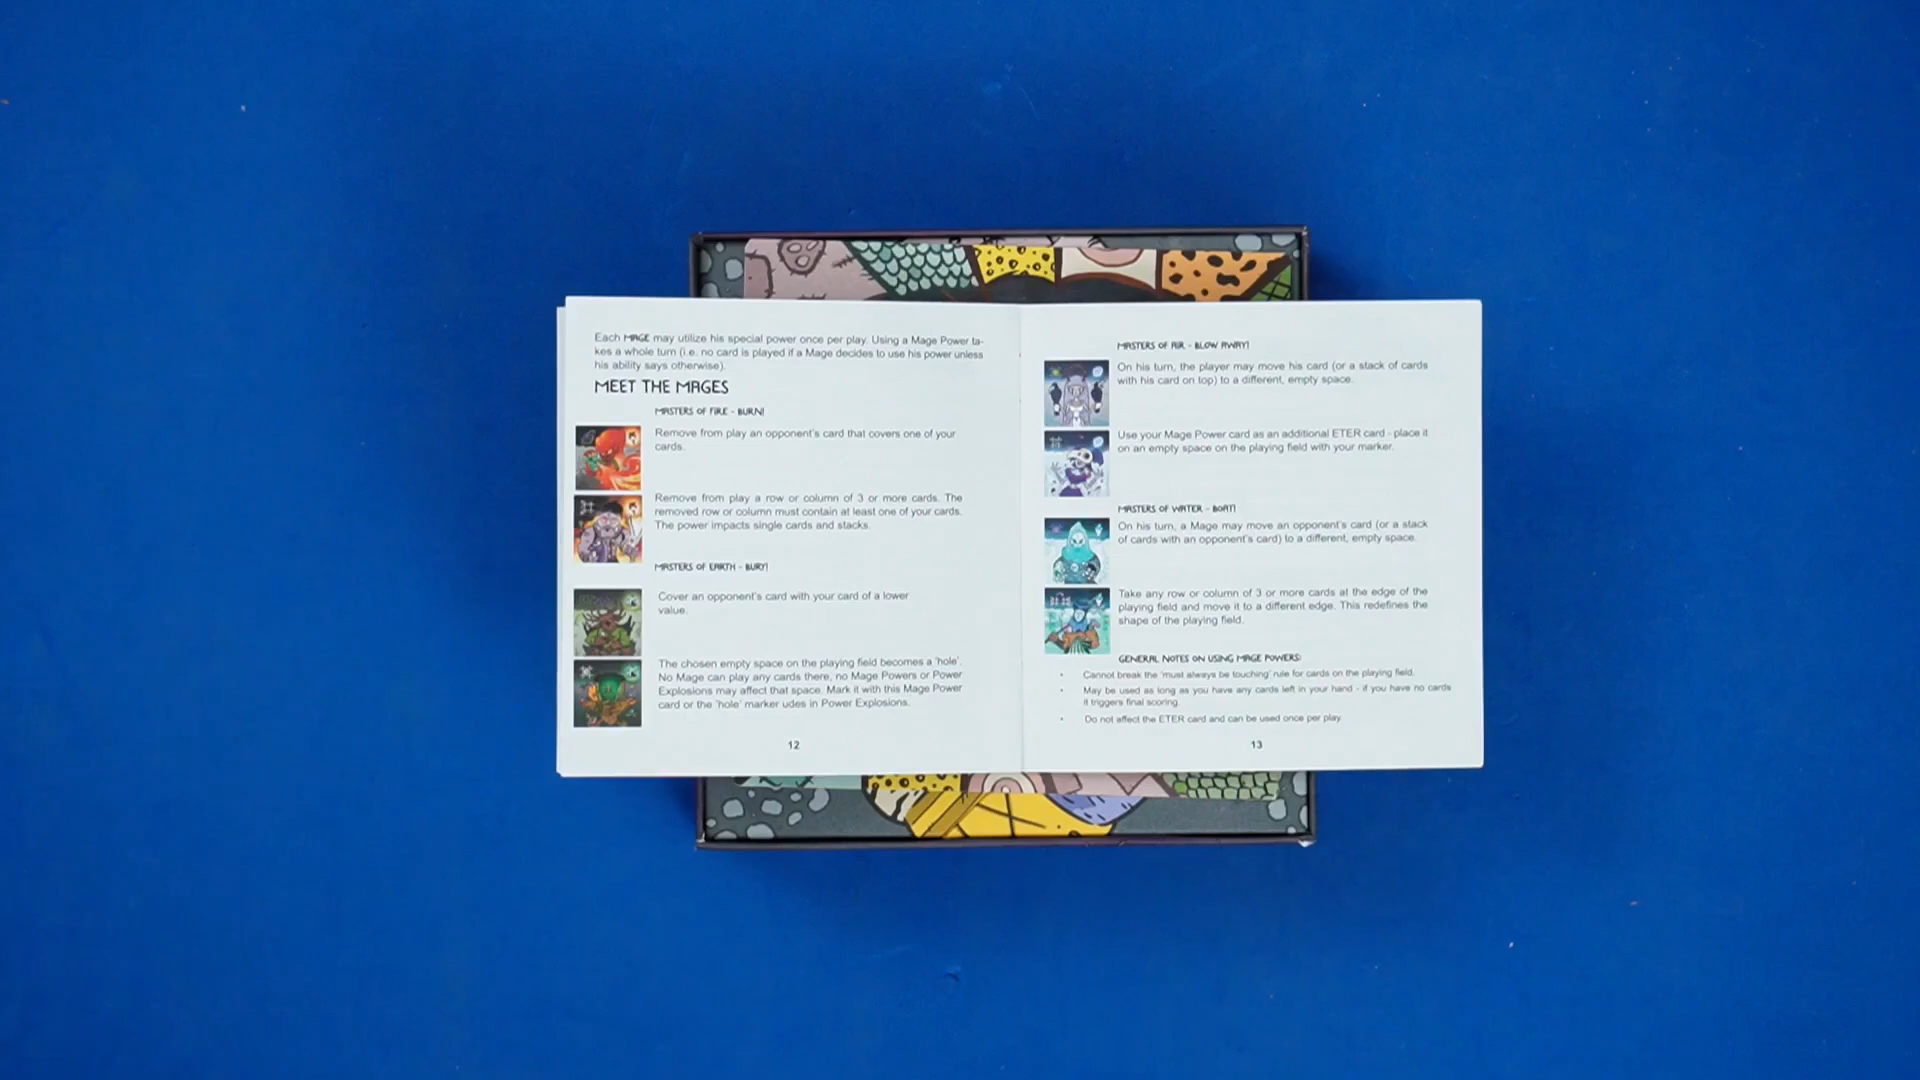 Each MAGE may utilize his special power once per play. Using a Mage Power ta-
kes a whole turn (i.e. no card is played if a Mage decides to use his power unless
his ability says otherwise).
MEET THE MAGES
MASTERS OF FIRE - BURN!
Remove from play an opponent's card that covers one of your
cards.
Remove from play a row or column of 3 or more cards. The
removed row or column must contain at least one of your cards.
The power impacts single cards and stacks.
MASTERS OF EARTH - BURY!
Cover an opponent's card with your card of a lower
value.
The chosen empty space on the playing field becomes a 'hole'.
No Mage can play any cards there, no Mage Powers or Power
Explosions may affect that space. Mark it with this Mage Power
card or the 'hole' marker udes in Power Explosions.
12
MASTERS OF AIR - BLOW AWAY!
On his turn, the player may move his card (or a stack of cards
with his card on top) to a different, empty space.
Use your Mage Power card as an additional ETER card - place it
on an empty space on the playing field with your marker.
MASTERS OF WATER - BOAT!
On his turn, a Mage may move an opponent's card (or a stack
of cards with an opponent's card) to a different, empty space.
Take any row or column of 3 or more cards at the edge of the
playing field and move it to a different edge. This redefines the
shape of the playing field.
GENERAL NOTES ON USING MAGE POWERS:
• Cannot break the 'must always be touching' rule for cards on the playing field.
• May be used as long as you have any cards left in your hand - if you have no cards
it triggers final scoring.
• Do not affect the ETER card and can be used once per play.
13